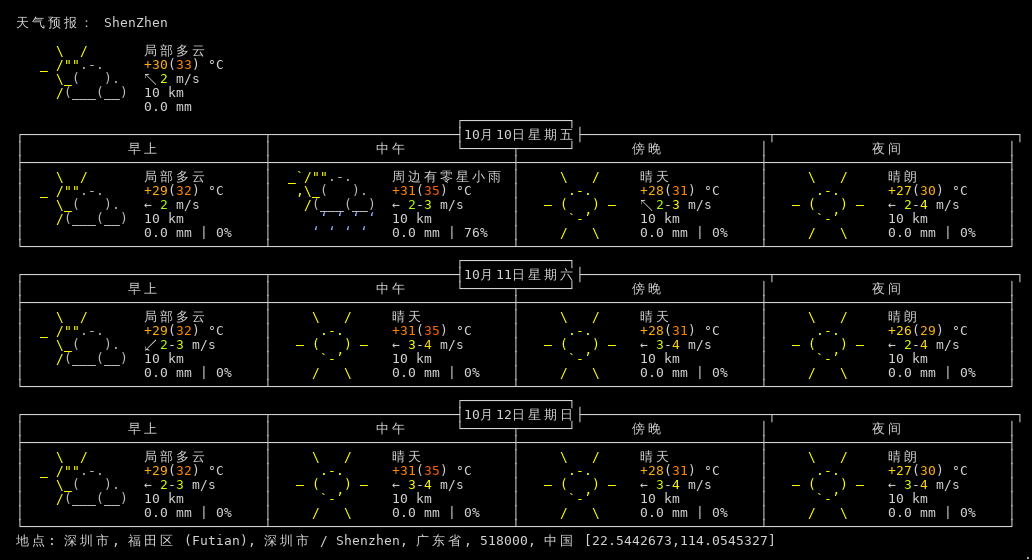 天气预报： ShenZhen
局部多云
+30(33) °C
↖ 2 m/s
10 km
0.0 mm
10月10日星期五
早上 中午 傍晚 夜间
局部多云 周边有零星小雨 晴天 晴朗
+29(32) °C +31(35) °C +28(31) °C +27(30) °C
← 2 m/s ← 2-3 m/s ↖ 2-3 m/s ← 2-4 m/s
10 km 10 km 10 km 10 km
0.0 mm | 0% 0.0 mm | 76% 0.0 mm | 0% 0.0 mm | 0%
10月11日星期六
早上 中午 傍晚 夜间
局部多云 晴天 晴天 晴朗
+29(32) °C +31(35) °C +28(31) °C +26(29) °C
↙ 2-3 m/s ← 3-4 m/s ← 3-4 m/s ← 2-4 m/s
10 km 10 km 10 km 10 km
0.0 mm | 0% 0.0 mm | 0% 0.0 mm | 0% 0.0 mm | 0%
10月12日星期日
早上 中午 傍晚 夜间
局部多云 晴天 晴天 晴朗
+29(32) °C +31(35) °C +28(31) °C +27(30) °C
← 2-3 m/s ← 3-4 m/s ← 3-4 m/s ← 3-4 m/s
10 km 10 km 10 km 10 km
0.0 mm | 0% 0.0 mm | 0% 0.0 mm | 0% 0.0 mm | 0%
地点: 深圳市, 福田区 (Futian), 深圳市 / Shenzhen, 广东省, 518000, 中国 [22.5442673,114.0545327]